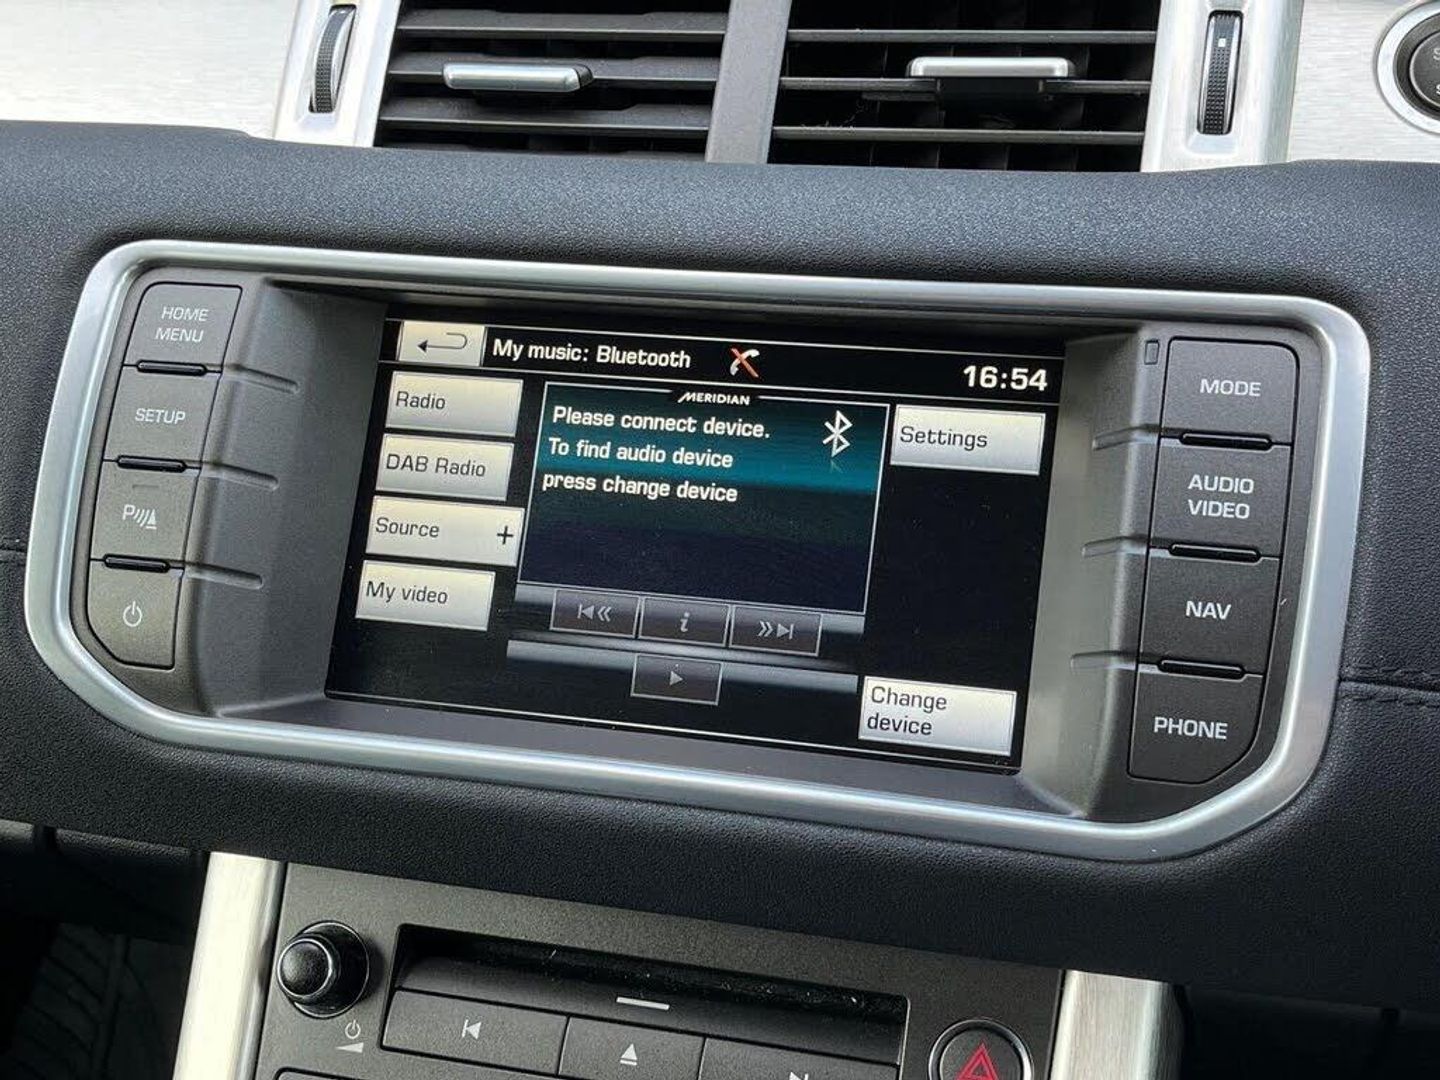 HOME
MENU
SETUP
P
My music: Bluetooth
16:54
Radio
DAB Radio
Source +
My video
MERIDIAN
Please connect device.
To find audio device
press change device
i
Settings
Change
device
MODE
AUDIO
VIDEO
NAV
PHONE